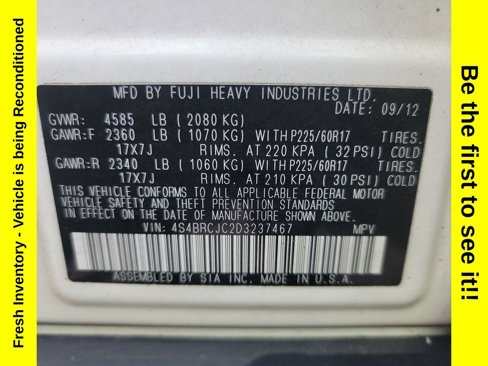 Fresh Inventory - Vehicle is being Reconditioned
MFD BY FUJI HEAVY INDUSTRIES LTD.
DATE: 09/12
GVWR: 4585 LB (2080 KG)
GAWR:F 2360 LB (1070 KG) WITH P225/60R17 TIRES.
17X7J RIMS. AT 220 KPA (32 PSI) COLD
GAWR:R 2340 LB (1060 KG) WITH P225/60R17 TIRES.
17X7J RIMS. AT 210 KPA (30 PSI) COLD
THIS VEHICLE CONFORMS TO ALL APPLICABLE FEDERAL MOTOR
VEHICLE SAFETY AND THEFT PREVENTION STANDARDS
IN EFFECT ON THE DATE OF MANUFACTURE SHOWN ABOVE.
VIN: 4S4BRCJC2D3237467 MPV
ASSEMBLED BY SIA INC. MADE IN U.S.A.
Be the first to see it!!